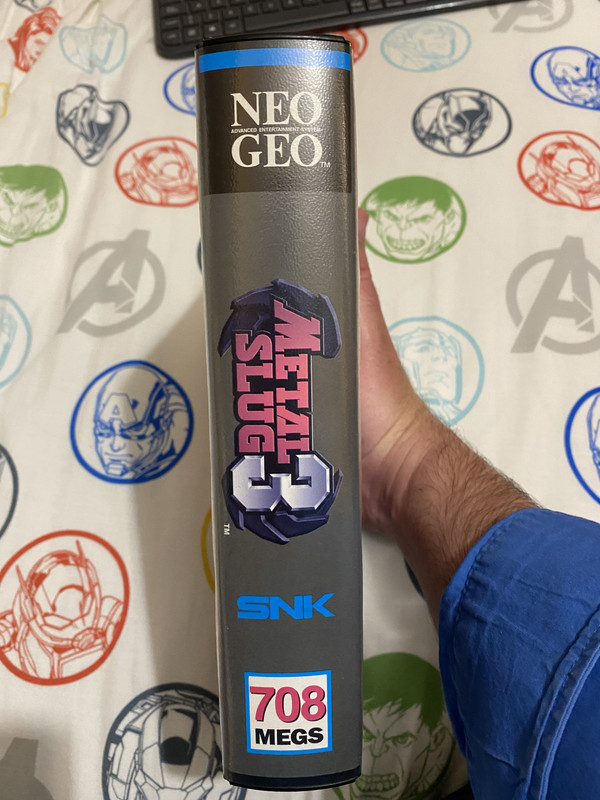 NEO
ADVANCED ENTERTAINMENT SYSTEM
GEO
TM
METAL
SLUG
3
TM
SNK
708
MEGS